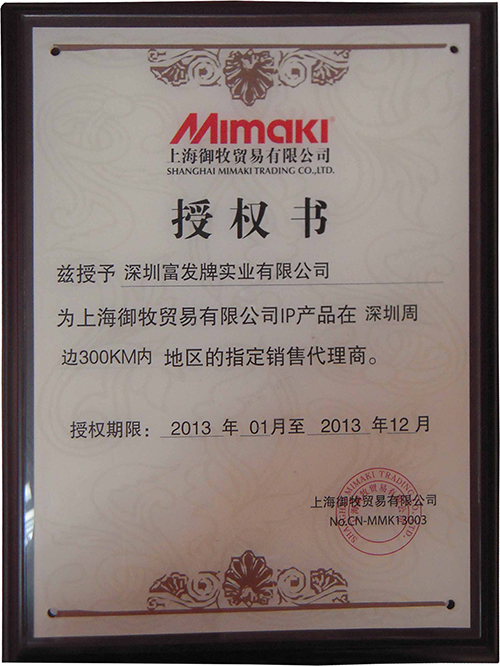 Mimaki
上海御牧贸易有限公司
SHANGHAI MIMAKI TRADING CO.,LTD.
授权书
兹授予 深圳富发牌实业有限公司
为上海御牧贸易有限公司IP产品在 深圳周
边300KM内 地区的指定销售代理商。
授权期限： 2013 年 01月至 2013 年12 月
上海御牧贸易有限公司
No.CN-MMK13003
SHANGHAI MIMAKI TRADING CO., LTD.